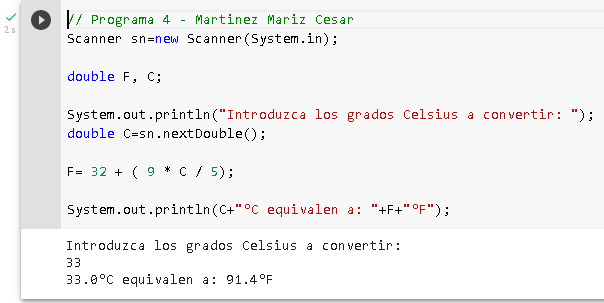 2 s
// Programa 4 - Martinez Mariz Cesar
Scanner sn=new Scanner(System.in);
double F, C;
System.out.println("Introduzca los grados Celsius a convertir: ");
double C=sn.nextDouble();
F= 32 + ( 9 * C / 5);
System.out.println(C+"°C equivalen a: "+F+"°F");
Introduzca los grados Celsius a convertir:
33
33.0°C equivalen a: 91.4°F